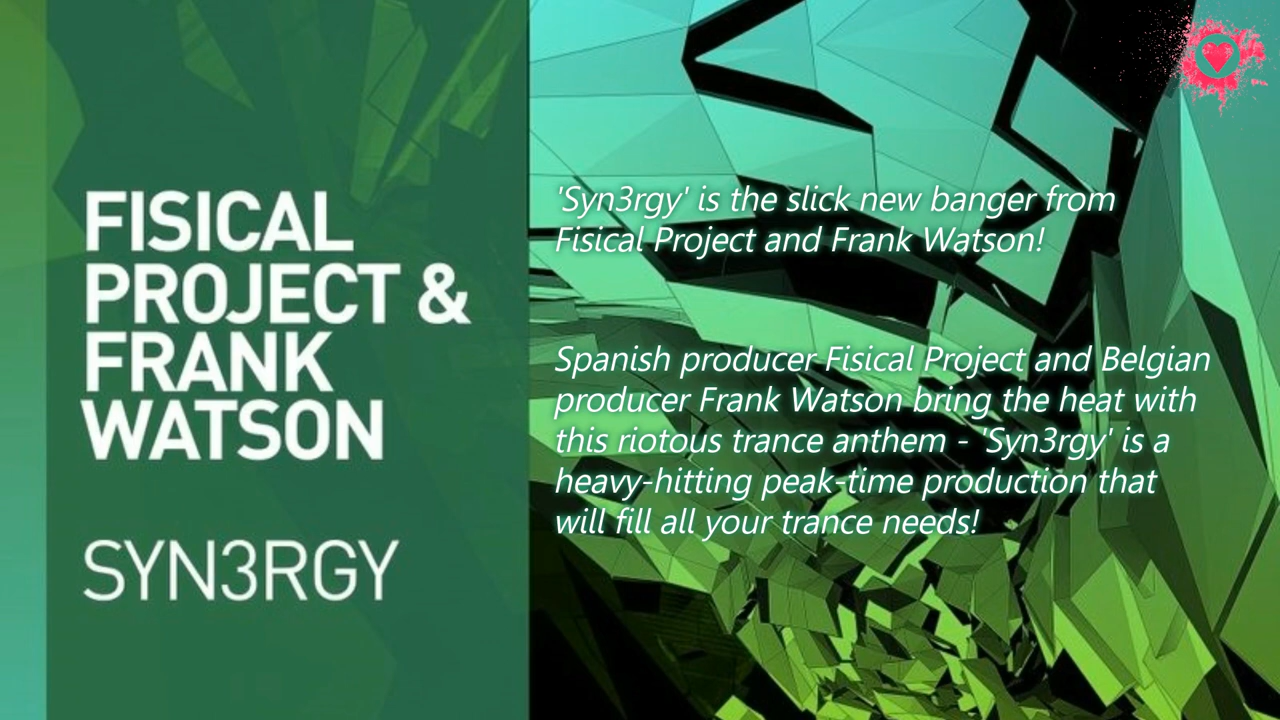 FISICAL
PROJECT &
FRANK
WATSON
SYN3RGY
'Syn3rgy' is the slick new banger from
Fisical Project and Frank Watson!
Spanish producer Fisical Project and Belgian
producer Frank Watson bring the heat with
this riotous trance anthem - 'Syn3rgy' is a
heavy-hitting peak-time production that
will fill all your trance needs!